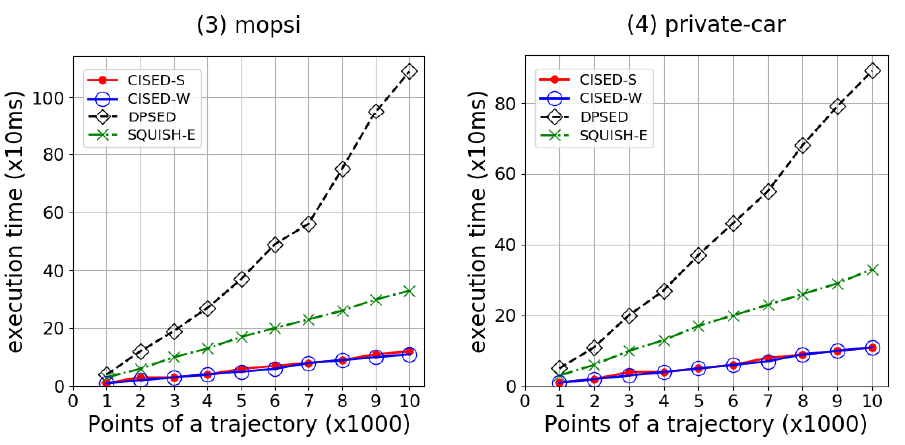 (3) mopsi
execution time (x10ms)
100
80
60
40
20
0
CISED-S
CISED-W
DPSED
SQUISH-E
0 1 2 3 4 5 6 7 8 9 10
Points of a trajectory (x1000)
(4) private-car
execution time (x10ms)
80
60
40
20
0
CISED-S
CISED-W
DPSED
SQUISH-E
0 1 2 3 4 5 6 7 8 9 10
Points of a trajectory (x1000)